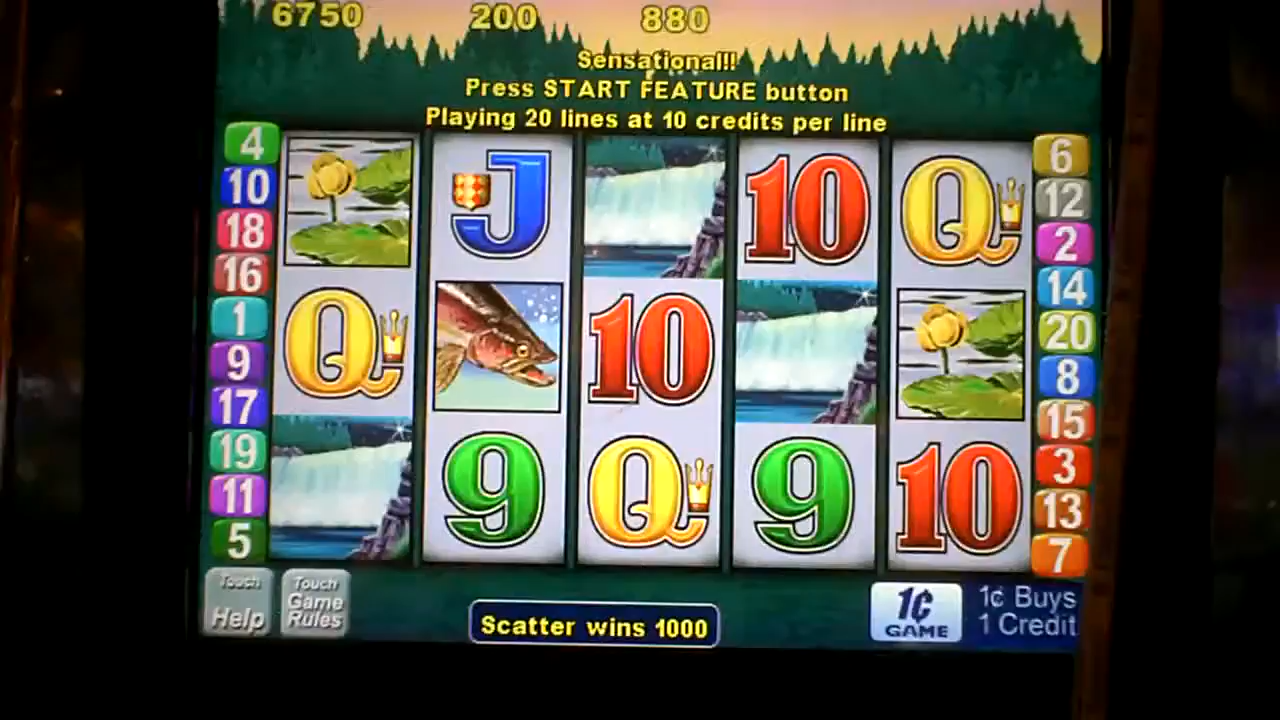 6750 200 880
Sensational!!
Press START FEATURE button
Playing 20 lines at 10 credits per line
4 J 10 Q 6
10 12
18 2
16 14
1 Q 10 20
9 8
17 15
19 9 Q 9 10 3
11 13
5 7
Touch Help
Touch Game Rules
Scatter wins 1000
1¢ GAME
1¢ Buys
1 Credit